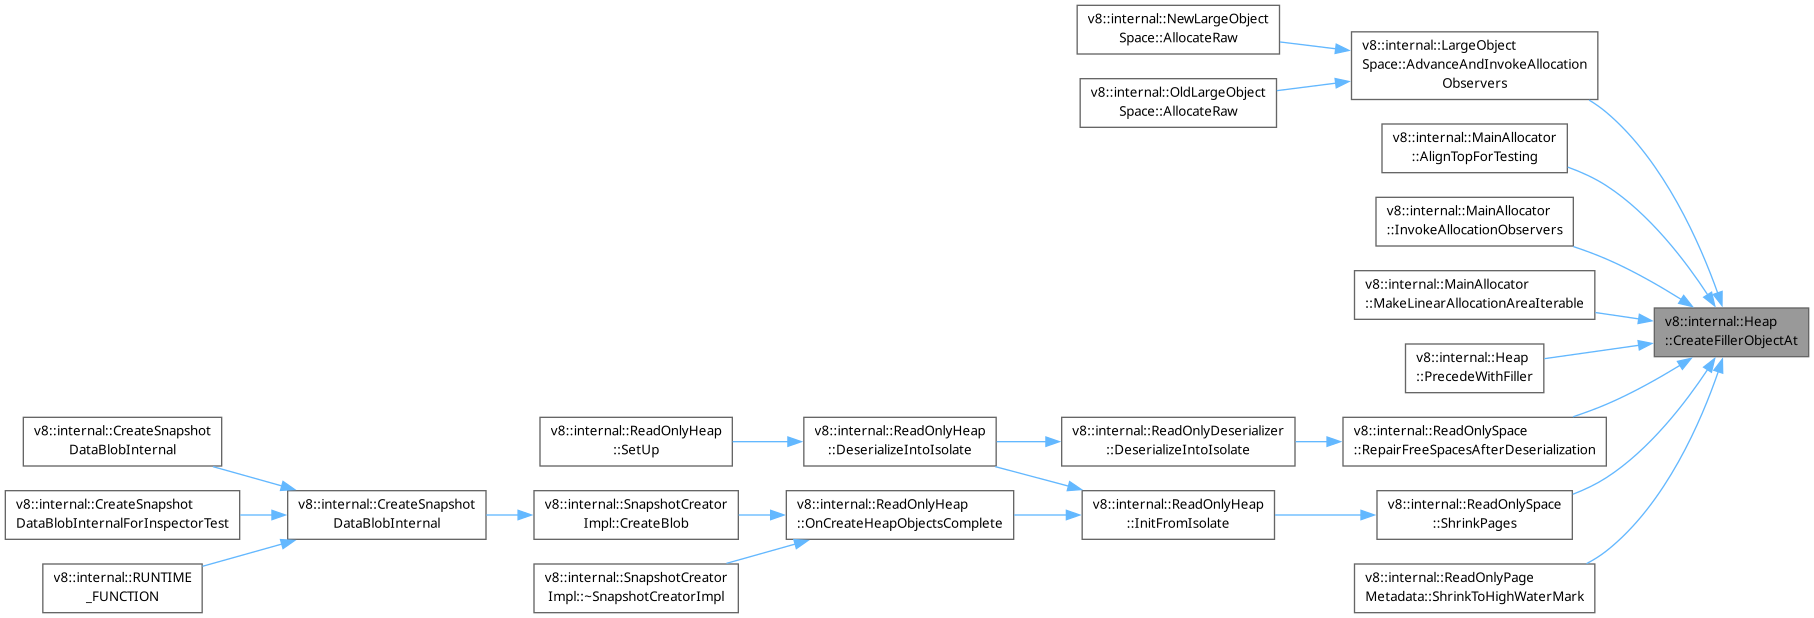 v8::internal::NewLargeObject
Space::AllocateRaw
v8::internal::OldLargeObject
Space::AllocateRaw
v8::internal::LargeObject
Space::AdvanceAndInvokeAllocation
Observers
v8::internal::MainAllocator
::AlignTopForTesting
v8::internal::MainAllocator
::InvokeAllocationObservers
v8::internal::MainAllocator
::MakeLinearAllocationAreaIterable
v8::internal::Heap
::CreateFillerObjectAt
v8::internal::Heap
::PrecedeWithFiller
v8::internal::CreateSnapshot
DataBlobInternal
v8::internal::ReadOnlyHeap
::SetUp
v8::internal::ReadOnlyHeap
::DeserializeIntoIsolate
v8::internal::ReadOnlyDeserializer
::DeserializeIntoIsolate
v8::internal::ReadOnlySpace
::RepairFreeSpacesAfterDeserialization
v8::internal::CreateSnapshot
DataBlobInternalForInspectorTest
v8::internal::CreateSnapshot
DataBlobInternal
v8::internal::SnapshotCreator
Impl::CreateBlob
v8::internal::ReadOnlyHeap
::OnCreateHeapObjectsComplete
v8::internal::ReadOnlyHeap
::InitFromIsolate
v8::internal::ReadOnlySpace
::ShrinkPages
v8::internal::RUNTIME
_FUNCTION
v8::internal::SnapshotCreator
Impl::~SnapshotCreatorImpl
v8::internal::ReadOnlyPage
Metadata::ShrinkToHighWaterMark